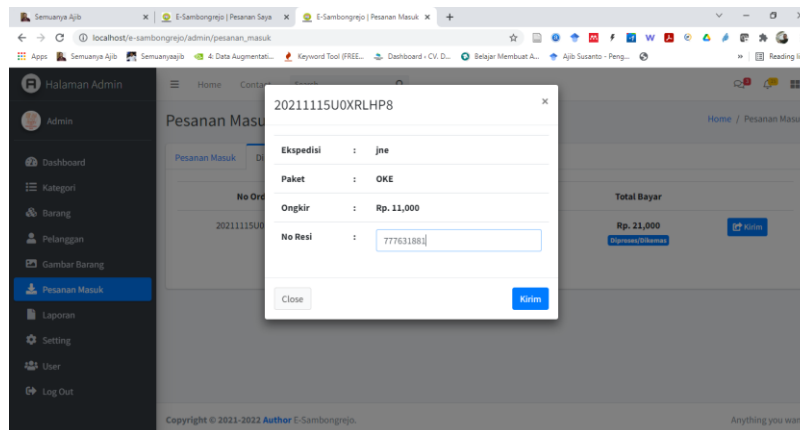 Semuanya Ajib
E-Sambongrejo | Pesanan Saya
E-Sambongrejo | Pesanan Masuk
localhost/e-sambongrejo/admin/pesanan_masuk
Apps
Semuanya Ajib
Semuanyaajib
4: Data Augmentati...
Keyword Tool (FREE...
Dashboard ‹ CV. D...
Belajar Membuat A...
Ajib Susanto - Peng...
»
Reading li
Halaman Admin
Home
Contact
Search
Admin
Pesanan Masu
Home / Pesanan Masu
Dashboard
Kategori
Barang
Pelanggan
Gambar Barang
Pesanan Masuk
Laporan
Setting
User
Log Out
Pesanan Masuk
Di
No Ord
Total Bayar
20211115U0
Rp. 21,000
Diproses/Dikemas
Kirim
20211115U0XRLHP8
×
Ekspedisi : jne
Paket : OKE
Ongkir : Rp. 11,000
No Resi : 777631881
Close
Kirim
Copyright © 2021-2022 Author E-Sambongrejo.
Anything you wan